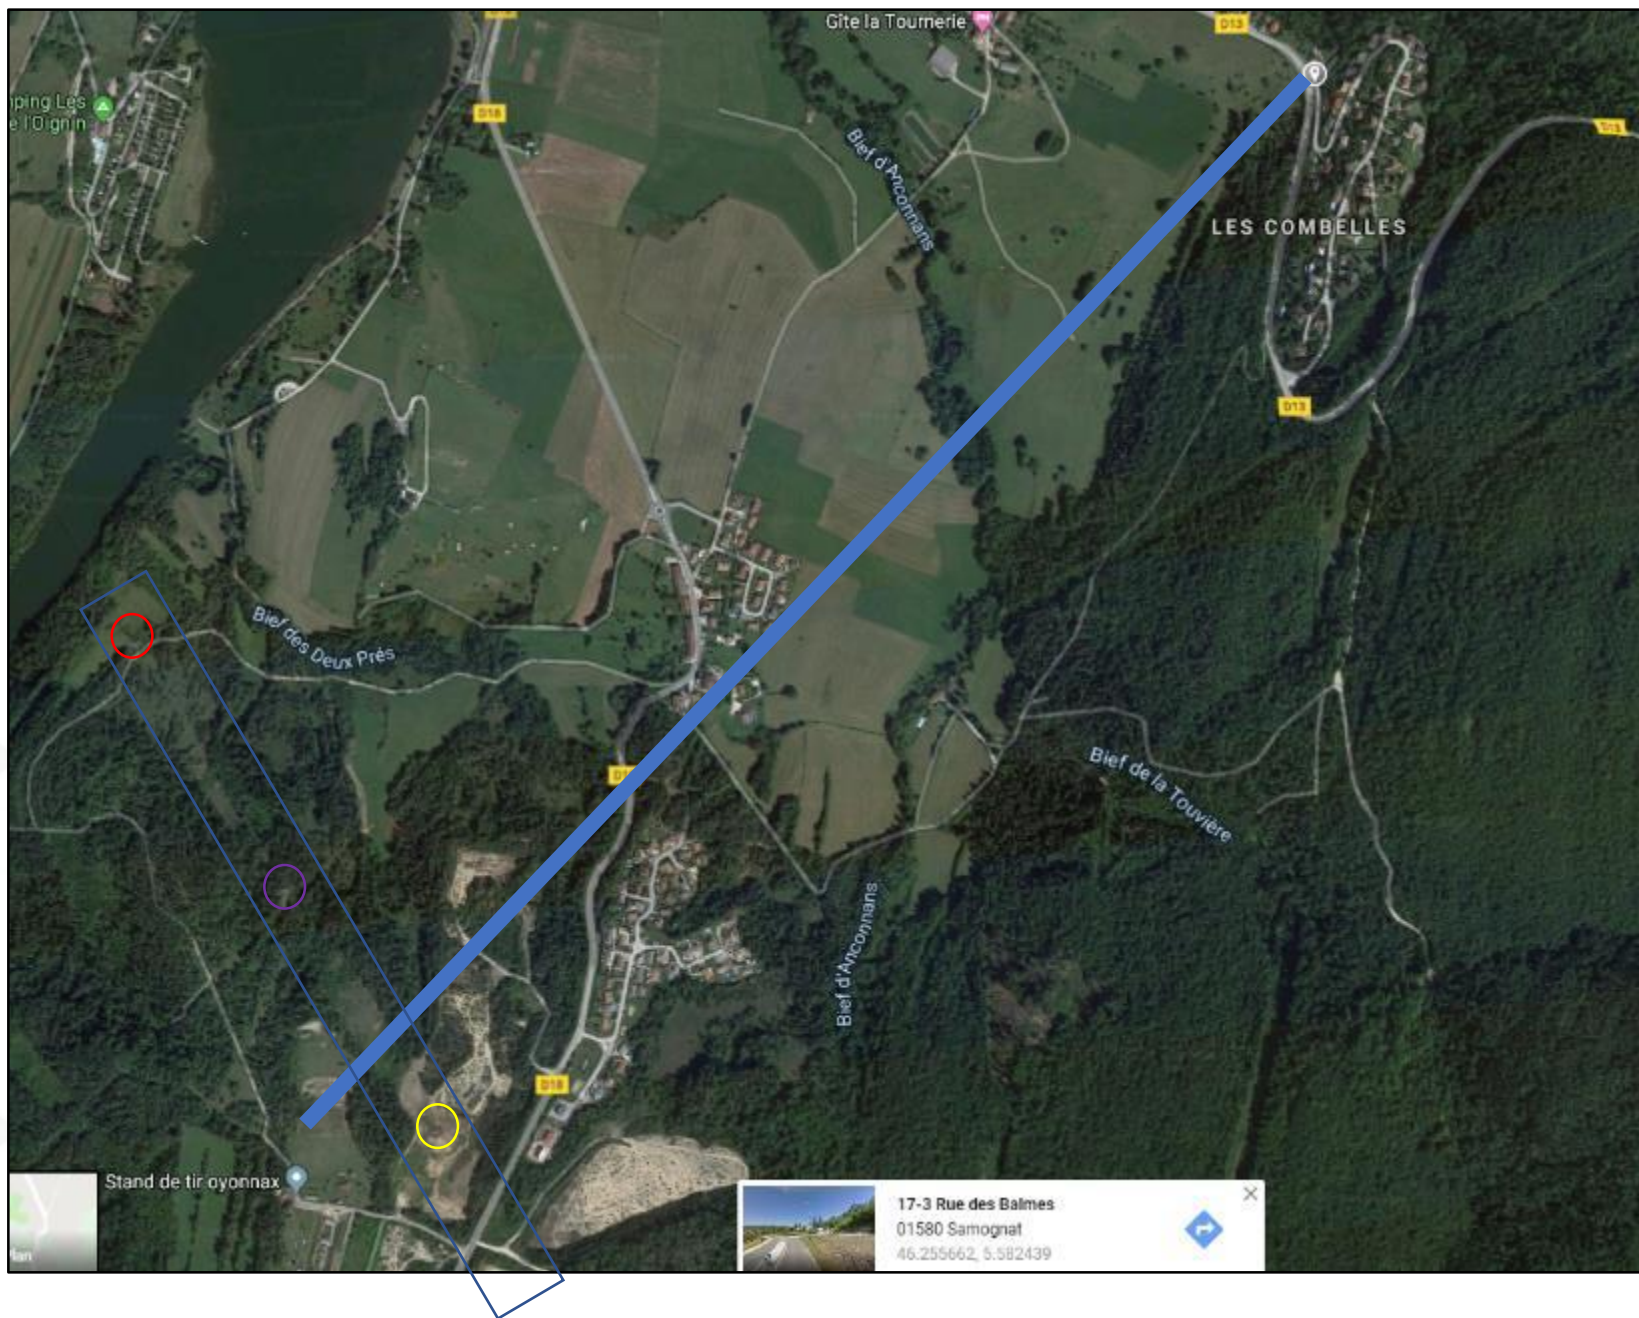 Gîte la Tournerie
D13
ping Les
e l'Oignin
D18
Bief d'Anconnans
D13
LES COMBELLES
D13
Bief des Deux Prés
Bief de la Touvière
Bief d'Anconnans
D18
Stand de tir oyonnax
17-3 Rue des Balmes
01580 Samognat
46.255662, 5.582439
lan